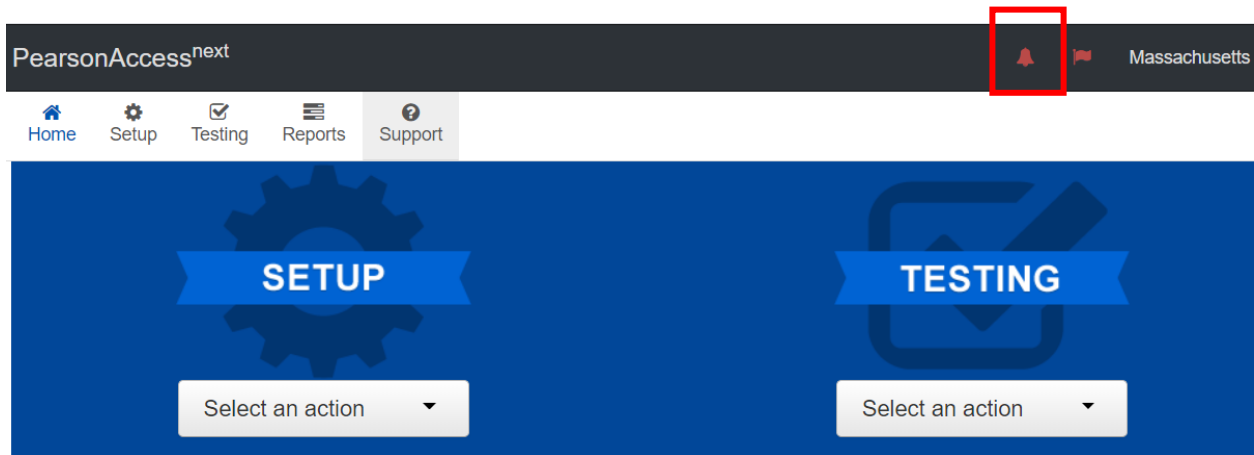 PearsonAccessnext
Massachusetts
Home Setup Testing Reports Support
SETUP TESTING
Select an action Select an action